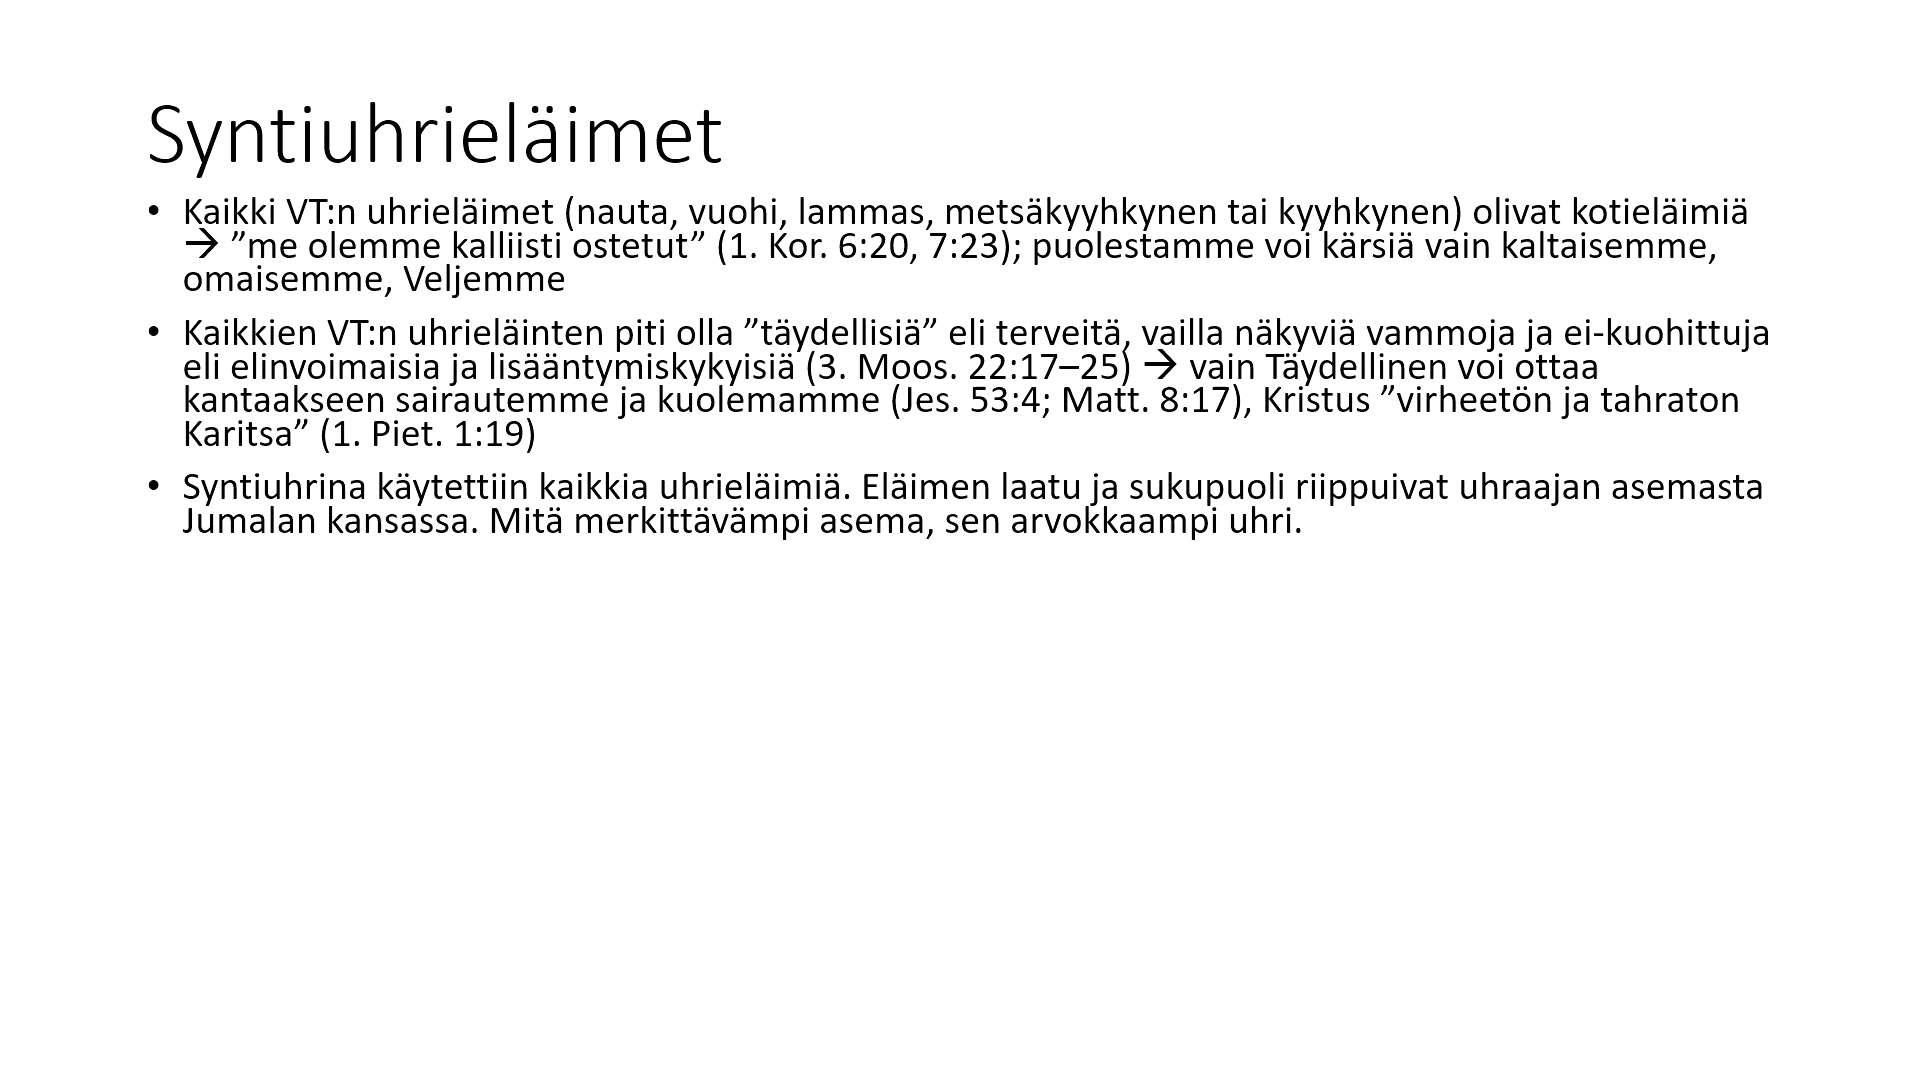 Syntiuhrieläimet
• Kaikki VT:n uhrieläimet (nauta, vuohi, lammas, metsäkyyhkynen tai kyyhkynen) olivat kotieläimiä
→ ”me olemme kalliisti ostetut” (1. Kor. 6:20, 7:23); puolestamme voi kärsiä vain kaltaisemme,
omaisemme, Veljemme
• Kaikkien VT:n uhrieläinten piti olla ”täydellisiä” eli terveitä, vailla näkyviä vammoja ja ei-kuohittuja
eli elinvoimaisia ja lisääntymiskykyisiä (3. Moos. 22:17–25) → vain Täydellinen voi ottaa
kantaakseen sairautemme ja kuolemamme (Jes. 53:4; Matt. 8:17), Kristus ”virheetön ja tahraton
Karitsa” (1. Piet. 1:19)
• Syntiuhrina käytettiin kaikkia uhrieläimiä. Eläimen laatu ja sukupuoli riippuivat uhraajan asemasta
Jumalan kansassa. Mitä merkittävämpi asema, sen arvokkaampi uhri.